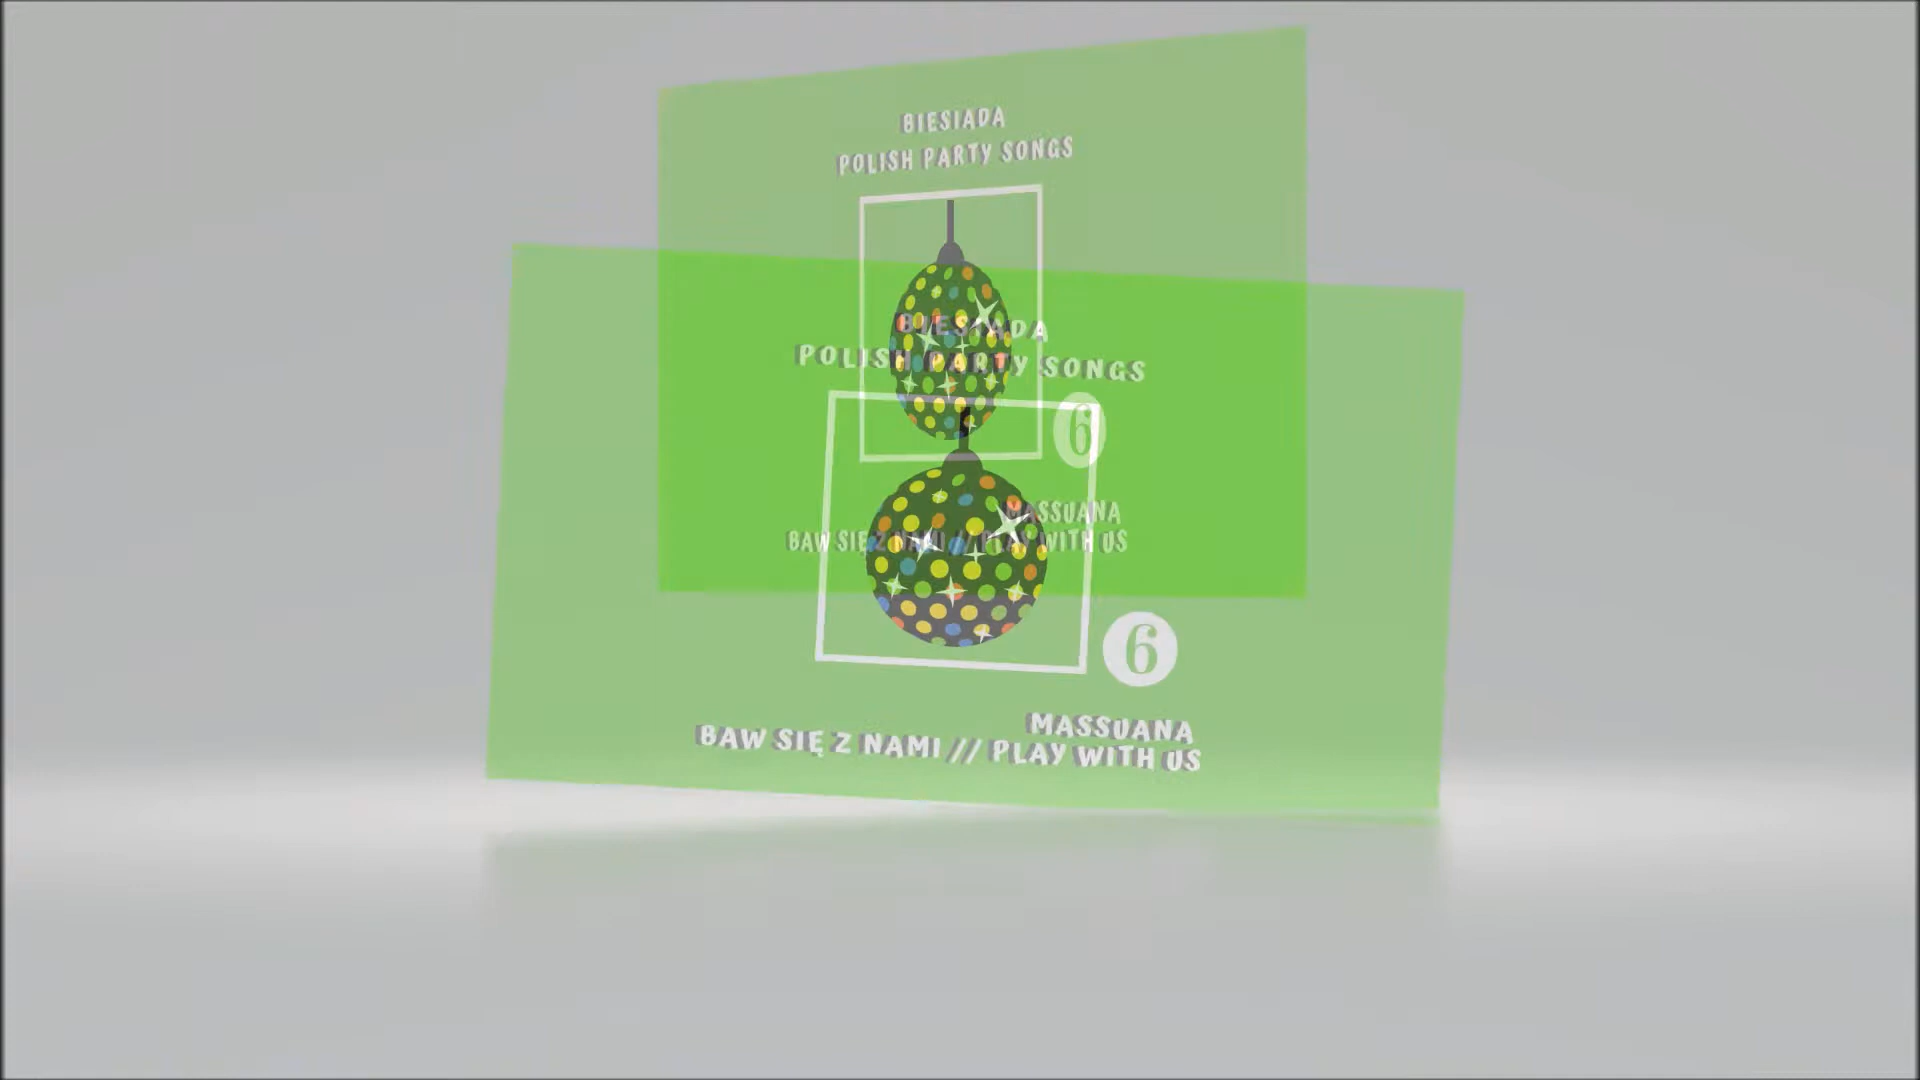 BIESIADA
POLISH PARTY SONGS
BIESIADA
POLISH PARTY SONGS
6
MASSUANA
BAW SIĘ Z NAMI // PLAY WITH US
6
MASSUANA
BAW SIĘ Z NAMI // PLAY WITH US